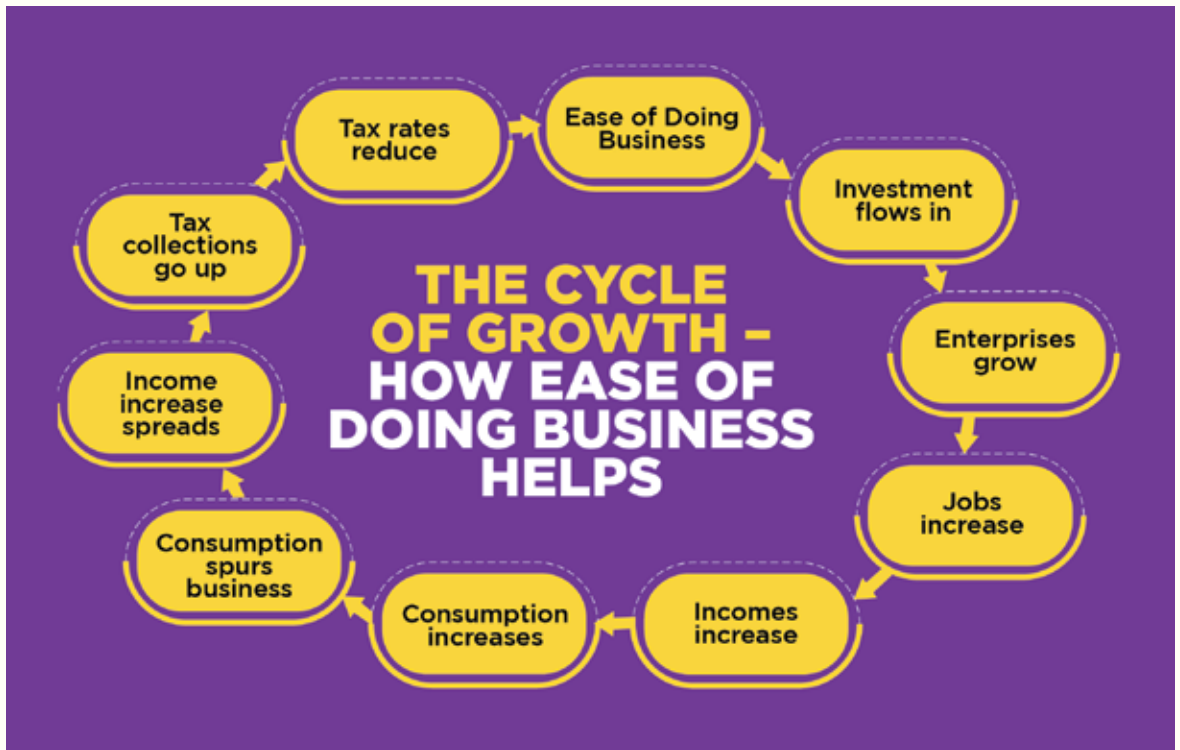 THE CYCLE
OF GROWTH –
HOW EASE OF
DOING BUSINESS
HELPS
Ease of Doing
Business
Investment
flows in
Enterprises
grow
Jobs
increase
Incomes
increase
Consumption
increases
Consumption
spurs
business
Income
increase
spreads
Tax
collections
go up
Tax rates
reduce